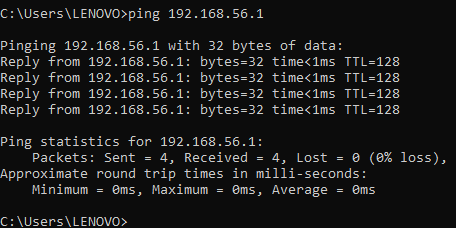 C:\Users\LENOVO>ping 192.168.56.1
Pinging 192.168.56.1 with 32 bytes of data:
Reply from 192.168.56.1: bytes=32 time<1ms TTL=128
Reply from 192.168.56.1: bytes=32 time<1ms TTL=128
Reply from 192.168.56.1: bytes=32 time<1ms TTL=128
Reply from 192.168.56.1: bytes=32 time<1ms TTL=128
Ping statistics for 192.168.56.1:
    Packets: Sent = 4, Received = 4, Lost = 0 (0% loss),
Approximate round trip times in milli-seconds:
    Minimum = 0ms, Maximum = 0ms, Average = 0ms
C:\Users\LENOVO>